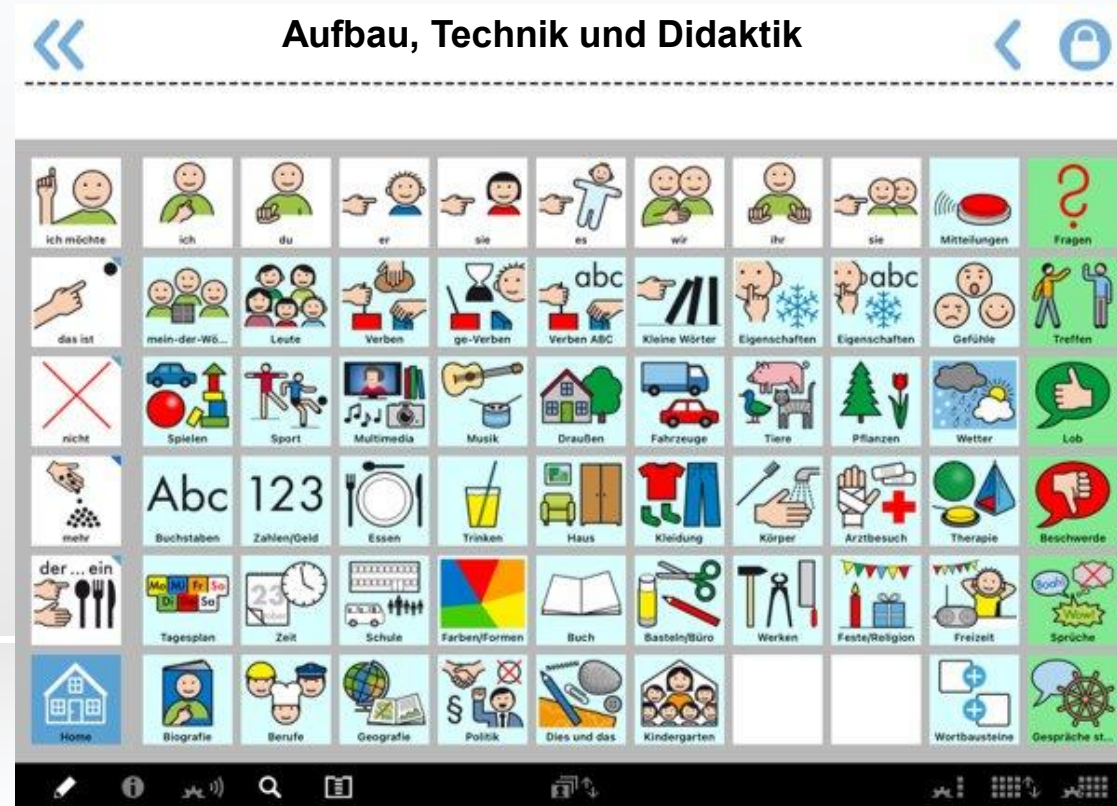 Aufbau, Technik und Didaktik
ich möchte ich du er sie es wir ihr sie Mitteilungen Fragen
abc abc
das ist mein-der-Wö... Leute Verben ge-Verben Verben ABC Kleine Wörter Eigenschaften Eigenschaften Gefühle Treffen
nicht Spielen Sport Multimedia Musik Draußen Fahrzeuge Tiere Pflanzen Wetter Lob
Abc 123
mehr Buchstaben Zahlen/Geld Essen Trinken Haus Kleidung Körper Arztbesuch Therapie Beschwerde
der ... ein
Mo Mi Fr So
Di Do
23
Boah!
Wow!
Tagesplan Zeit Schule Farben/Formen Buch Basteln/Büro Werken Feste/Religion Freizeit Sprüche
§
Home Biografie Berufe Geografie Politik Dies und das Kindergarten Wortbausteine Gespräche st...